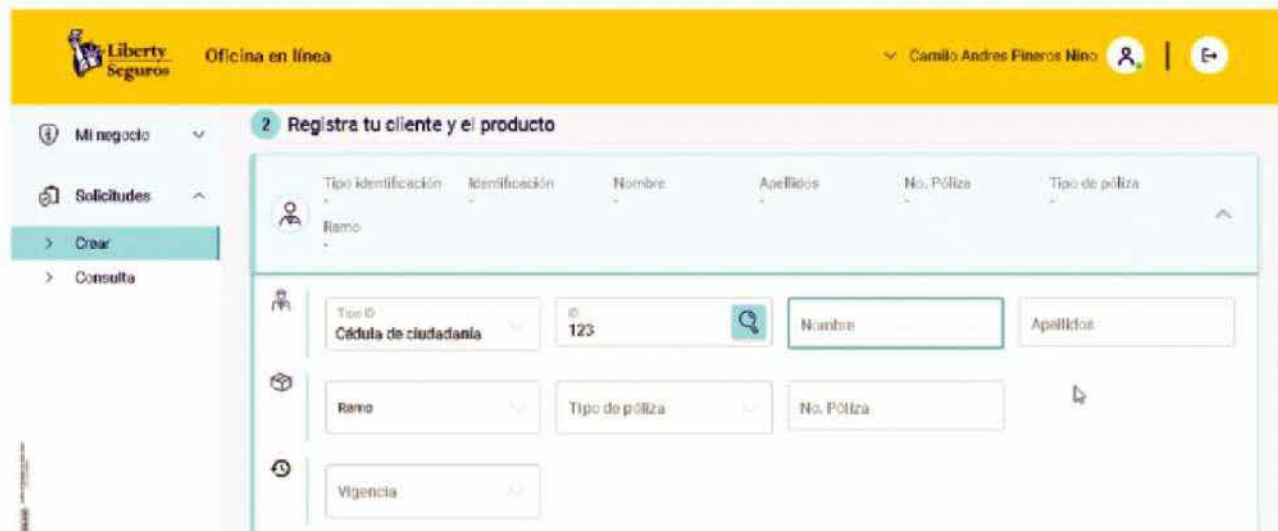 Liberty
Seguros
Oficina en línea
Camilo Andres Pineros Nino
Mi negocio
Solicitudes
Crear
Consulta
2 Registra tu cliente y el producto
Tipo identificación Identificación Nombre Apellidos No. Póliza Tipo de póliza
- - - - - -
Ramo
-
Tipo ID
Cédula de ciudadanía
ID
123
Nombre
Apellidos
Ramo
Tipo de póliza
No. Póliza
Vigencia